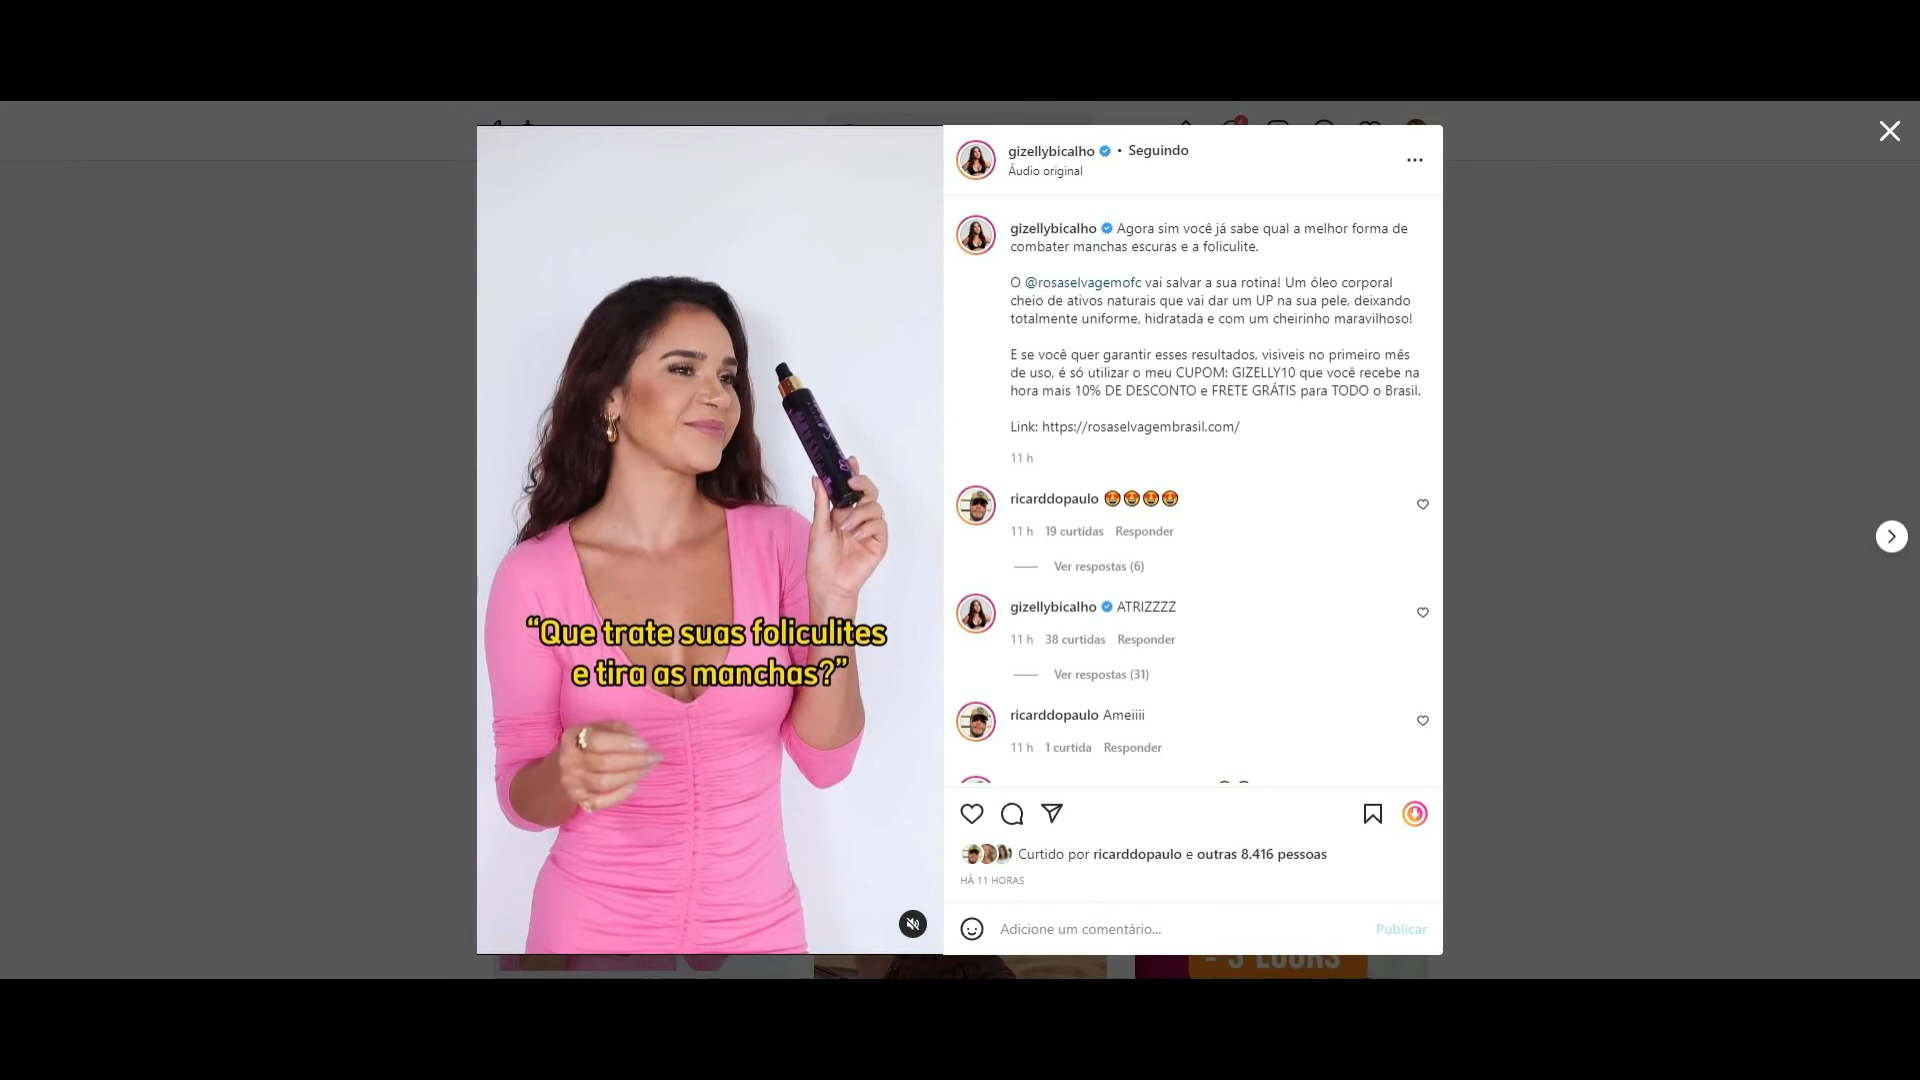 “Que trate suas foliculites
e tira as manchas?”
gizellybicalho • Seguindo
Áudio original
gizellybicalho Agora sim você já sabe qual a melhor forma de
combater manchas escuras e a foliculite.
O @rosaselvagemofc vai salvar a sua rotina! Um óleo corporal
cheio de ativos naturais que vai dar um UP na sua pele, deixando
totalmente uniforme, hidratada e com um cheirinho maravilhoso!
E se você quer garantir esses resultados, visiveis no primeiro mês
de uso, é só utilizar o meu CUPOM: GIZELLY10 que você recebe na
hora mais 10% DE DESCONTO e FRETE GRÁTIS para TODO o Brasil.
Link: https://rosaselvagembrasil.com/
11 h
ricarddopaulo 🤩🤩🤩🤩
11 h 19 curtidas Responder
Ver respostas (6)
gizellybicalho ATRIZZZZ
11 h 38 curtidas Responder
Ver respostas (31)
ricarddopaulo Ameiiii
11 h 1 curtida Responder
Curtido por ricarddopaulo e outras 8.416 pessoas
HÁ 11 HORAS
Adicione um comentário... Publicar